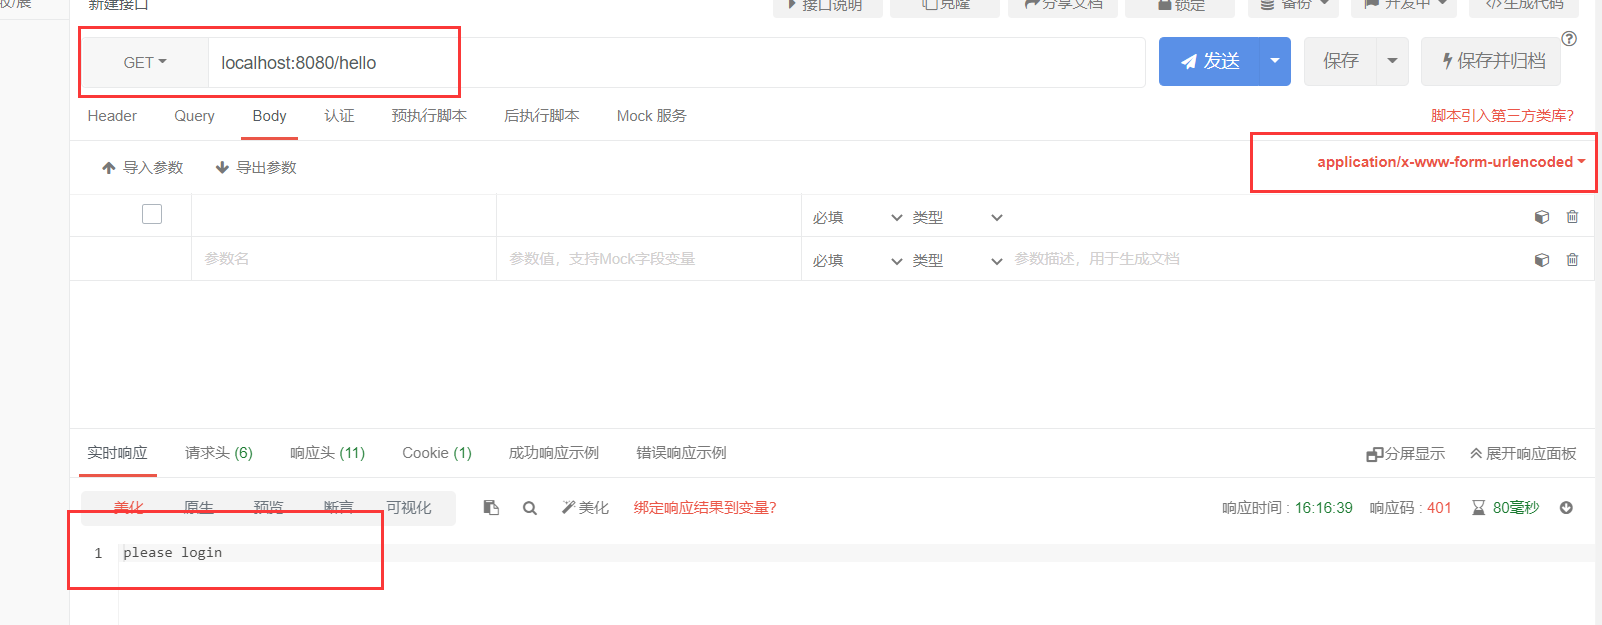 新建接口 接口说明 克隆 分享文档 锁定 备份 开发中 生成代码
GET localhost:8080/hello 发送 保存 保存并归档
Header Query Body 认证 预执行脚本 后执行脚本 Mock 服务 脚本引入第三方类库?
导入参数 导出参数 application/x-www-form-urlencoded
必填 类型
参数名 参数值，支持Mock字段变量 必填 类型 参数描述，用于生成文档
实时响应 请求头 (6) 响应头 (11) Cookie (1) 成功响应示例 错误响应示例 分屏显示 展开响应面板
美化 原生 预览 断言 可视化 美化 绑定响应结果到变量? 响应时间 : 16:16:39 响应码 : 401 80毫秒
1 please login